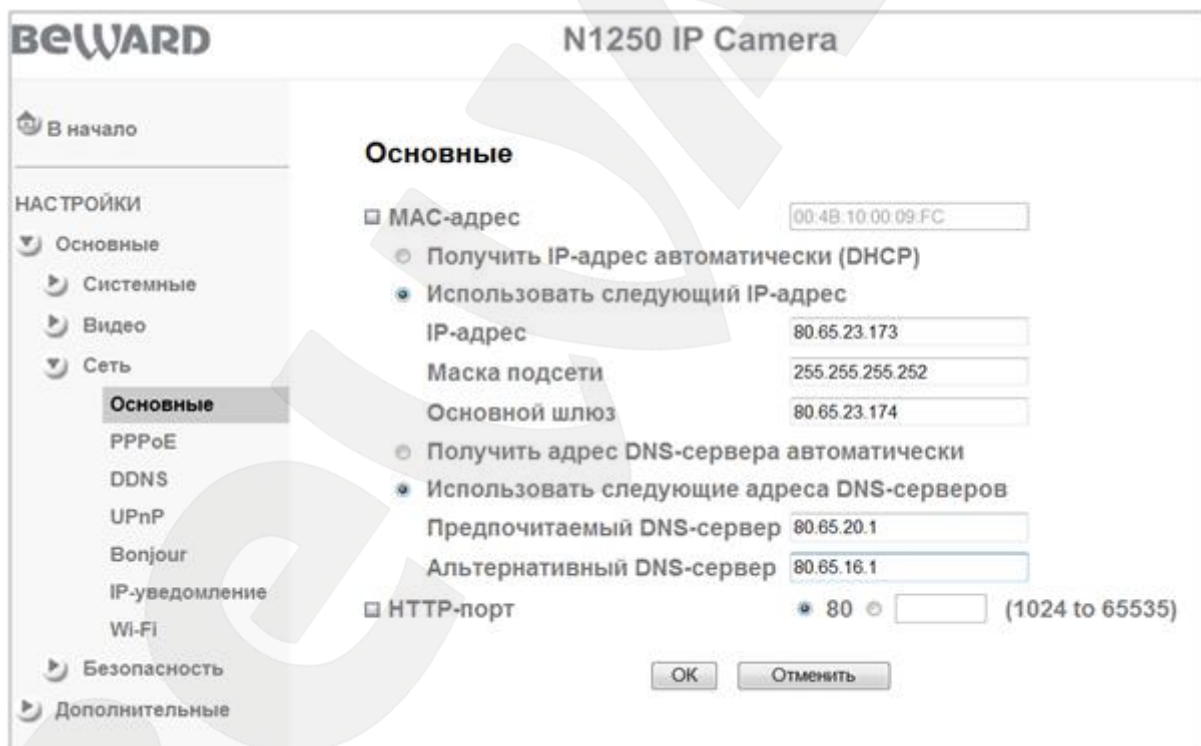 BEWARD
N1250 IP Camera
В начало
НАСТРОЙКИ
Основные
Системные
Видео
Сеть
Основные
PPPoE
DDNS
UPnP
Bonjour
IP-уведомление
Wi-Fi
Безопасность
Дополнительные
Основные
MAC-адрес 00:4B:10:00:09:FC
Получить IP-адрес автоматически (DHCP)
Использовать следующий IP-адрес
IP-адрес 80.65.23.173
Маска подсети 255.255.255.252
Основной шлюз 80.65.23.174
Получить адрес DNS-сервера автоматически
Использовать следующие адреса DNS-серверов
Предпочитаемый DNS-сервер 80.65.20.1
Альтернативный DNS-сервер 80.65.16.1
HTTP-порт 80 (1024 to 65535)
OK Отменить